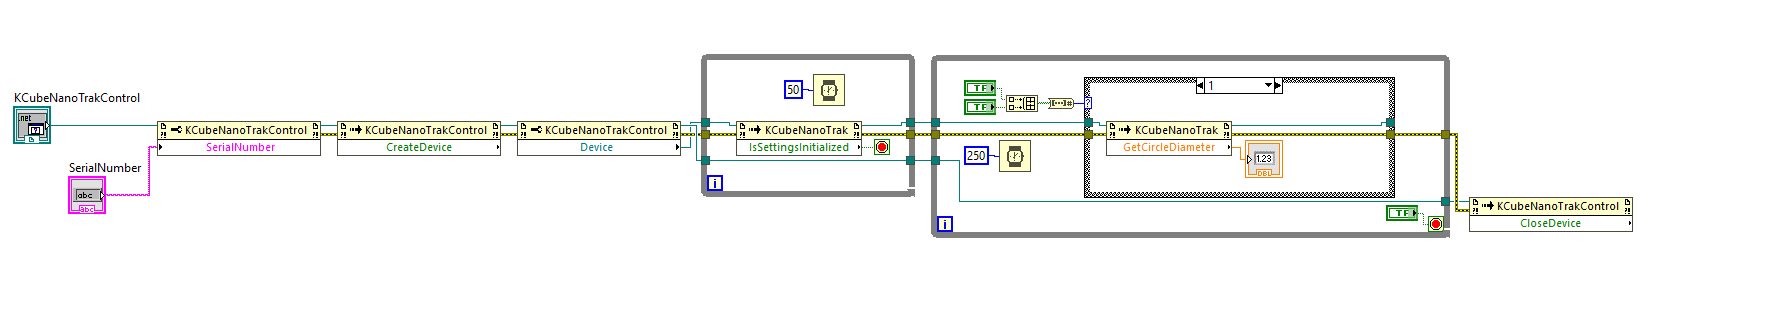 KCubeNanoTrakControl
.net
SerialNumber
abc
abc
KCubeNanoTrakControl
SerialNumber
KCubeNanoTrakControl
CreateDevice
KCubeNanoTrakControl
Device
50
KCubeNanoTrak
IsSettingsInitialized
i
TF
TF
?
1
250
KCubeNanoTrak
GetCircleDiameter
1.23
DBL
TF
i
KCubeNanoTrakControl
CloseDevice